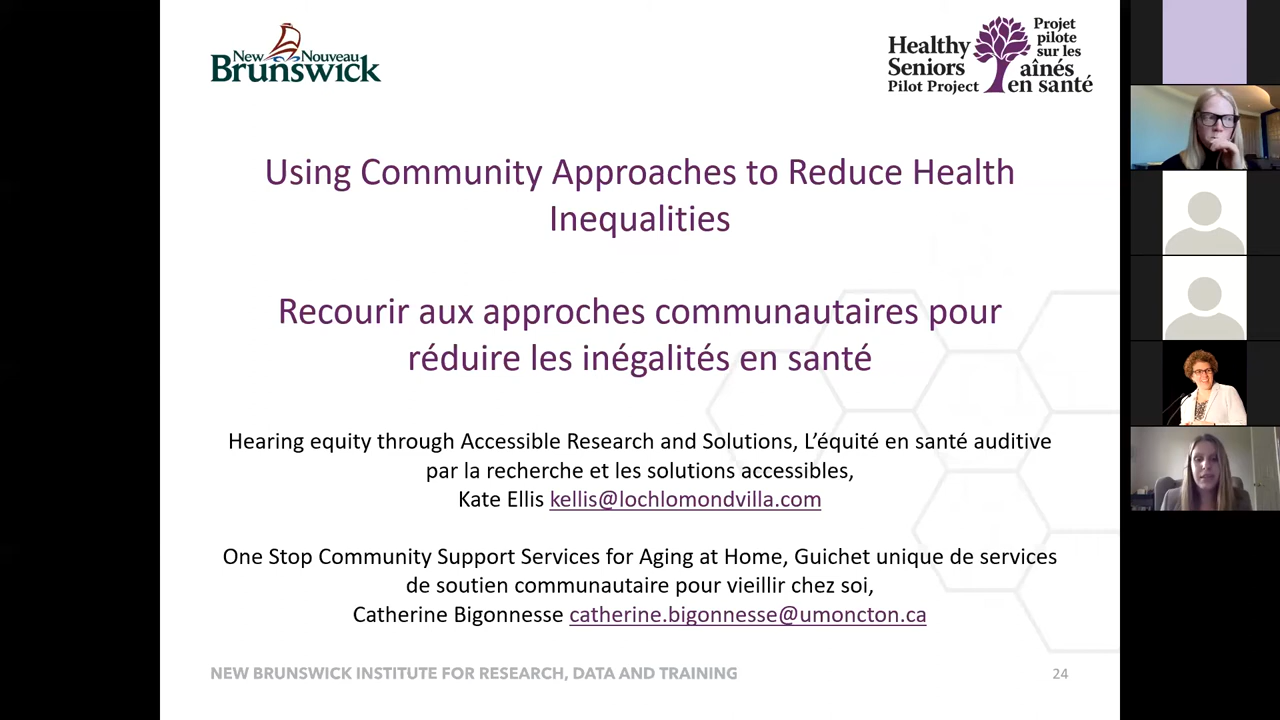 New Nouveau
Brunswick
Healthy
Seniors
Pilot Project
Projet
pilote
sur les
aînés
en santé
Using Community Approaches to Reduce Health
Inequalities
Recourir aux approches communautaires pour
réduire les inégalités en santé
Hearing equity through Accessible Research and Solutions, L’équité en santé auditive
par la recherche et les solutions accessibles,
Kate Ellis kellis@lochlomondvilla.com
One Stop Community Support Services for Aging at Home, Guichet unique de services
de soutien communautaire pour vieillir chez soi,
Catherine Bigonnesse catherine.bigonnesse@umoncton.ca
NEW BRUNSWICK INSTITUTE FOR RESEARCH, DATA AND TRAINING
24